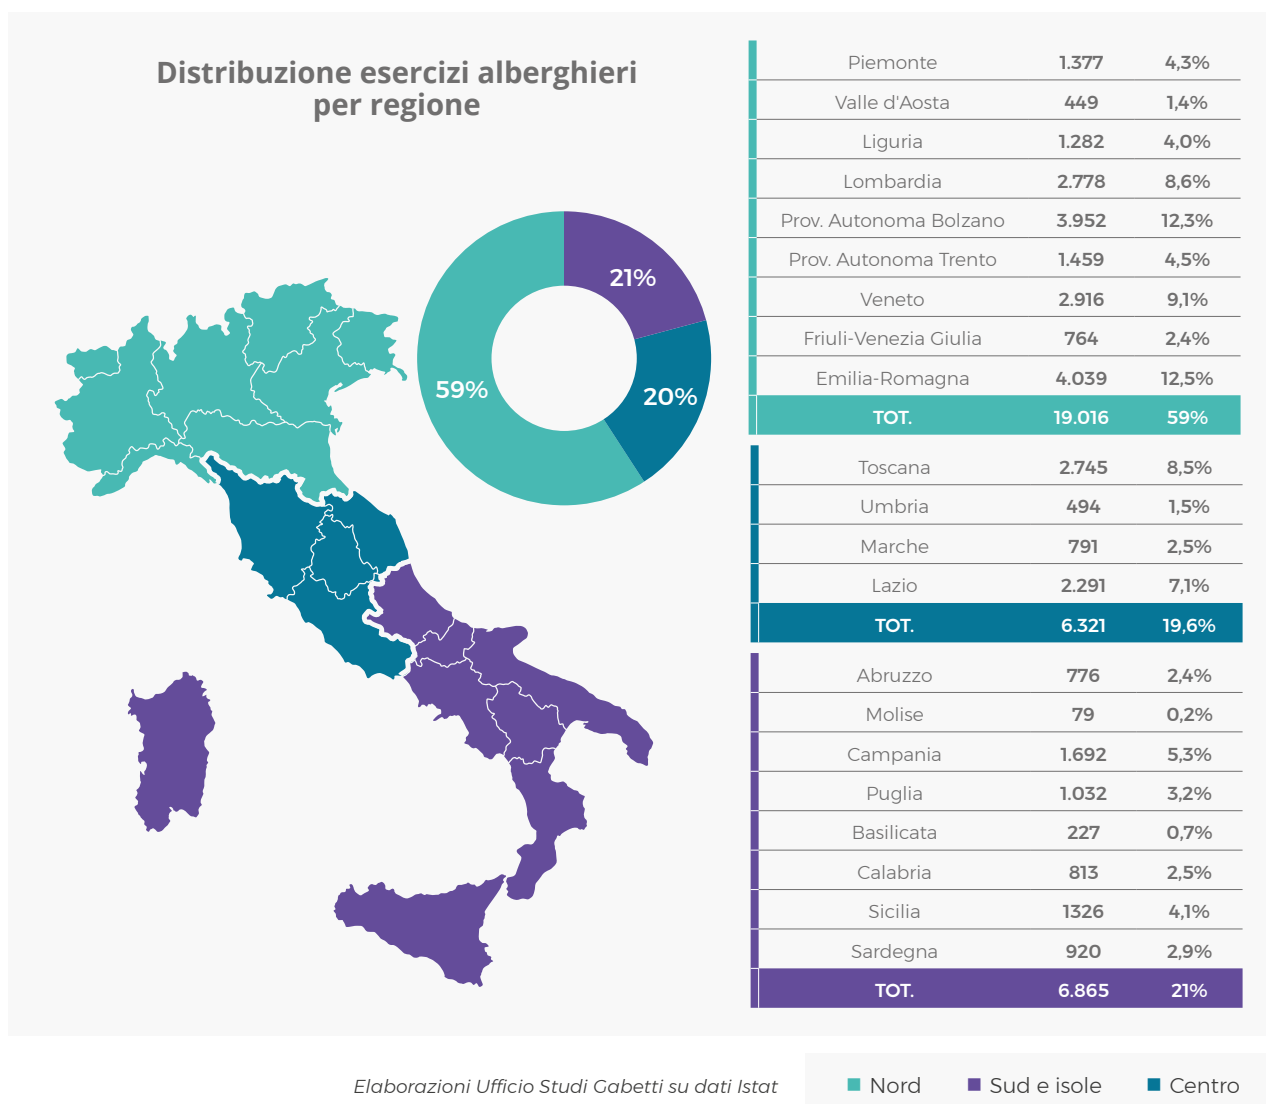 Distribuzione esercizi alberghieri
per regione
21%
59%
20%
Piemonte 1.377 4,3%
Valle d'Aosta 449 1,4%
Liguria 1.282 4,0%
Lombardia 2.778 8,6%
Prov. Autonoma Bolzano 3.952 12,3%
Prov. Autonoma Trento 1.459 4,5%
Veneto 2.916 9,1%
Friuli-Venezia Giulia 764 2,4%
Emilia-Romagna 4.039 12,5%
TOT. 19.016 59%
Toscana 2.745 8,5%
Umbria 494 1,5%
Marche 791 2,5%
Lazio 2.291 7,1%
TOT. 6.321 19,6%
Abruzzo 776 2,4%
Molise 79 0,2%
Campania 1.692 5,3%
Puglia 1.032 3,2%
Basilicata 227 0,7%
Calabria 813 2,5%
Sicilia 1326 4,1%
Sardegna 920 2,9%
TOT. 6.865 21%
Elaborazioni Ufficio Studi Gabetti su dati Istat
Nord Sud e isole Centro